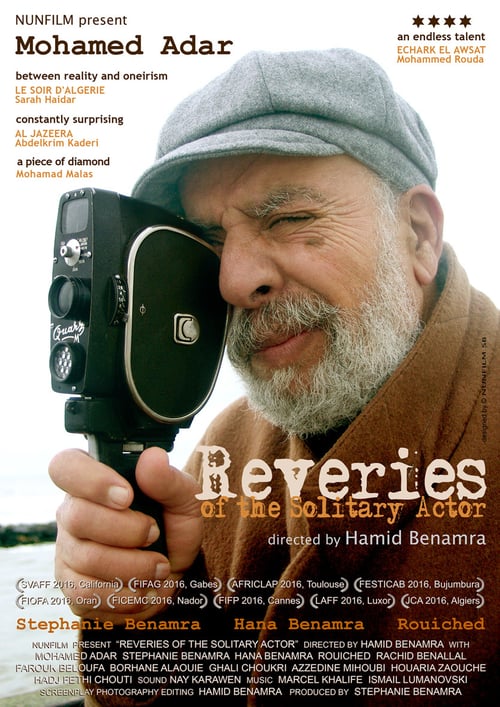 NUNFILM present
Mohamed Adar
between reality and oneirism
LE SOIR D'ALGERIE
Sarah Haidar
constantly surprising
AL JAZEERA
Abdelkrim Kaderi
a piece of diamond
Mohamad Malas
an endless talent
ECHARK EL AWSAT
Mohammed Rouda
Quartz
M
designed by © NUNFILM 56
Reveries
of the Solitary Actor
directed by Hamid Benamra
SVAFF 2016, California FIFAG 2016, Gabes AFRICLAP 2016, Toulouse FESTICAB 2016, Bujumbura
FIOFA 2016, Oran FICEMC 2016, Nador FIFP 2016, Cannes LAFF 2016, Luxor JCA 2016, Algiers
Stephanie Benamra Hana Benamra Rouiched
NUNFILM PRESENT "REVERIES OF THE SOLITARY ACTOR" DIRECTED BY HAMID BENAMRA WITH
MOHAMED ADAR STEPHANIE BENAMRA HANA BENAMRA ROUICHED RACHID BENALLAL
FAROUK BELOUFA BORHANE ALAOUIE GHALI CHOUKRI AZZEDINE MIHOUBI HOUARIA ZAOUCHE
HADJ FETHI CHOUTI SOUND NAY KARAWEN MUSIC MARCEL KHALIFE ISMAIL LUMANOVSKI
SCREENPLAY PHOTOGRAPHY EDITING HAMID BENAMRA PRODUCED BY STEPHANIE BENAMRA